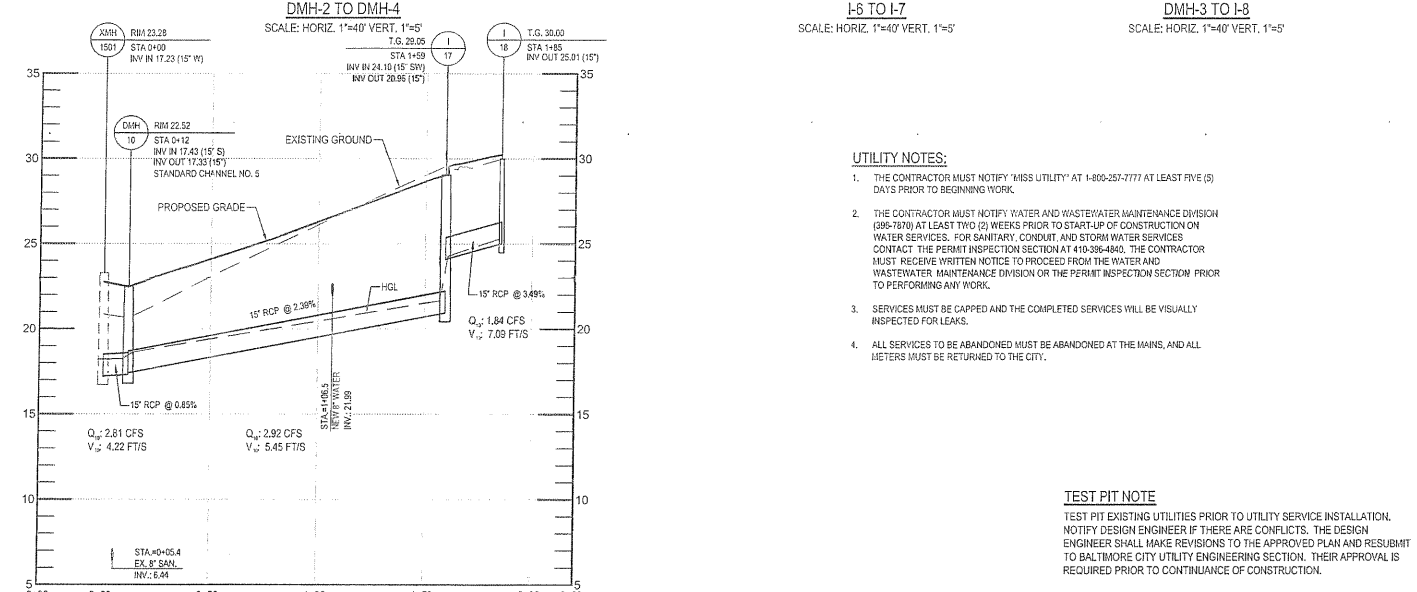 DMH-2 TO DMH-4
SCALE: HORIZ. 1"=40' VERT. 1"=5'
I-6 TO I-7
SCALE: HORIZ. 1"=40' VERT. 1"=5'
DMH-3 TO I-8
SCALE: HORIZ. 1"=40' VERT. 1"=5'
XMH
1501
RIM 23.28
STA 0+00
INV IN 17.23 (15" W)
T.G. 29.05
STA 1+59
INV IN 24.10 (15" SW)
INV OUT 20.96 (15")
I
17
I
18
T.G. 30.00
STA 1+85
INV OUT 25.01 (15")
35
35
DMH
10
RIM 22.52
STA 0+12
INV IN 17.43 (15" S)
INV OUT 17.33 (15")
STANDARD CHANNEL NO. 5
EXISTING GROUND
30
30
PROPOSED GRADE
25
25
HGL
15" RCP @ 2.39%
15" RCP @ 3.49%
20
20
Q10: 1.84 CFS
V10: 7.09 FT/S
STA.=1+06.5
NEW 8" WATER
INV.: 21.99
15" RCP @ 0.85%
15
15
Q10: 2.81 CFS
V10: 4.22 FT/S
Q10: 2.92 CFS
V10: 5.45 FT/S
10
10
STA.=0+05.4
EX. 8" SAN.
INV.: 6.44
5
5
UTILITY NOTES:
1. THE CONTRACTOR MUST NOTIFY "MISS UTILITY" AT 1-800-257-7777 AT LEAST FIVE (5)
DAYS PRIOR TO BEGINNING WORK.
2. THE CONTRACTOR MUST NOTIFY WATER AND WASTEWATER MAINTENANCE DIVISION
(396-7870) AT LEAST TWO (2) WEEKS PRIOR TO START-UP OF CONSTRUCTION ON
WATER SERVICES. FOR SANITARY, CONDUIT, AND STORM WATER SERVICES
CONTACT THE PERMIT INSPECTION SECTION AT 410-396-4840. THE CONTRACTOR
MUST RECEIVE WRITTEN NOTICE TO PROCEED FROM THE WATER AND
WASTEWATER MAINTENANCE DIVISION OR THE PERMIT INSPECTION SECTION PRIOR
TO PERFORMING ANY WORK.
3. SERVICES MUST BE CAPPED AND THE COMPLETED SERVICES WILL BE VISUALLY
INSPECTED FOR LEAKS.
4. ALL SERVICES TO BE ABANDONED MUST BE ABANDONED AT THE MAINS, AND ALL
METERS MUST BE RETURNED TO THE CITY.
TEST PIT NOTE
TEST PIT EXISTING UTILITIES PRIOR TO UTILITY SERVICE INSTALLATION.
NOTIFY DESIGN ENGINEER IF THERE ARE CONFLICTS. THE DESIGN
ENGINEER SHALL MAKE REVISIONS TO THE APPROVED PLAN AND RESUBMIT
TO BALTIMORE CITY UTILITY ENGINEERING SECTION. THEIR APPROVAL IS
REQUIRED PRIOR TO CONTINUANCE OF CONSTRUCTION.